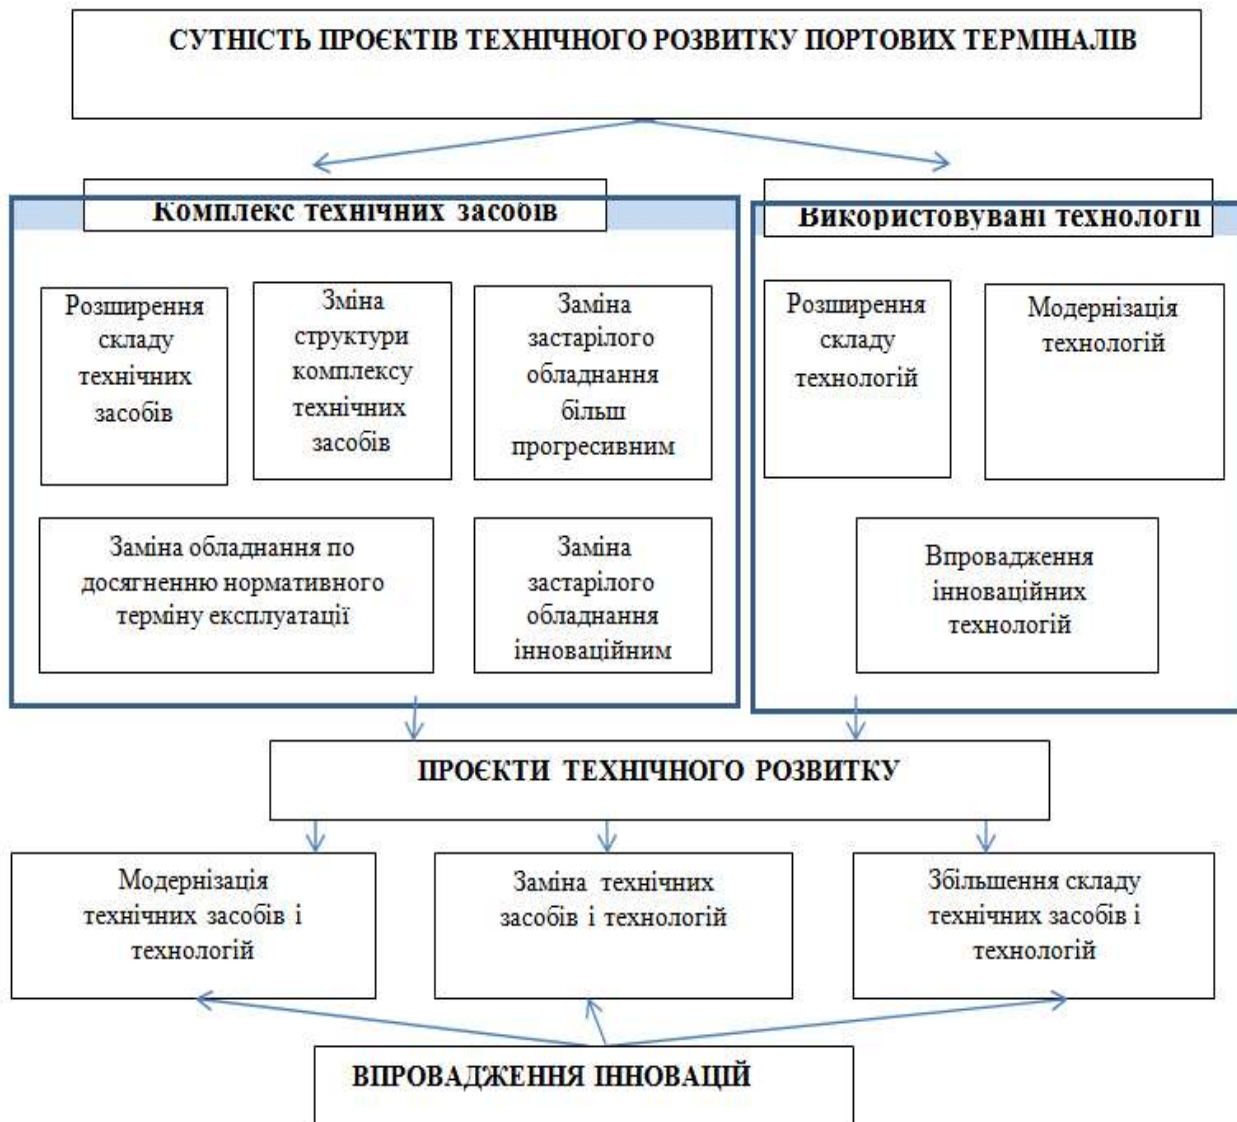 СУТНІСТЬ ПРОЄКТІВ ТЕХНІЧНОГО РОЗВИТКУ ПОРТОВИХ ТЕРМІНАЛІВ
Комплекс технічних засобів
Використовувані технології
Розширення
складу
технічних
засобів
Зміна
структури
комплексу
технічних
засобів
Заміна
застарілого
обладнання
більш
прогресивним
Розширення
складу
технологій
Модернізація
технологій
Заміна обладнання по
досягненню нормативного
терміну експлуатації
Заміна
застарілого
обладнання
інноваційним
Впровадження
інноваційних
технологій
ПРОЄКТИ ТЕХНІЧНОГО РОЗВИТКУ
Модернізація
технічних засобів і
технологій
Заміна технічних
засобів і технологій
Збільшення складу
технічних засобів і
технологій
ВПРОВАДЖЕННЯ ІННОВАЦІЙ